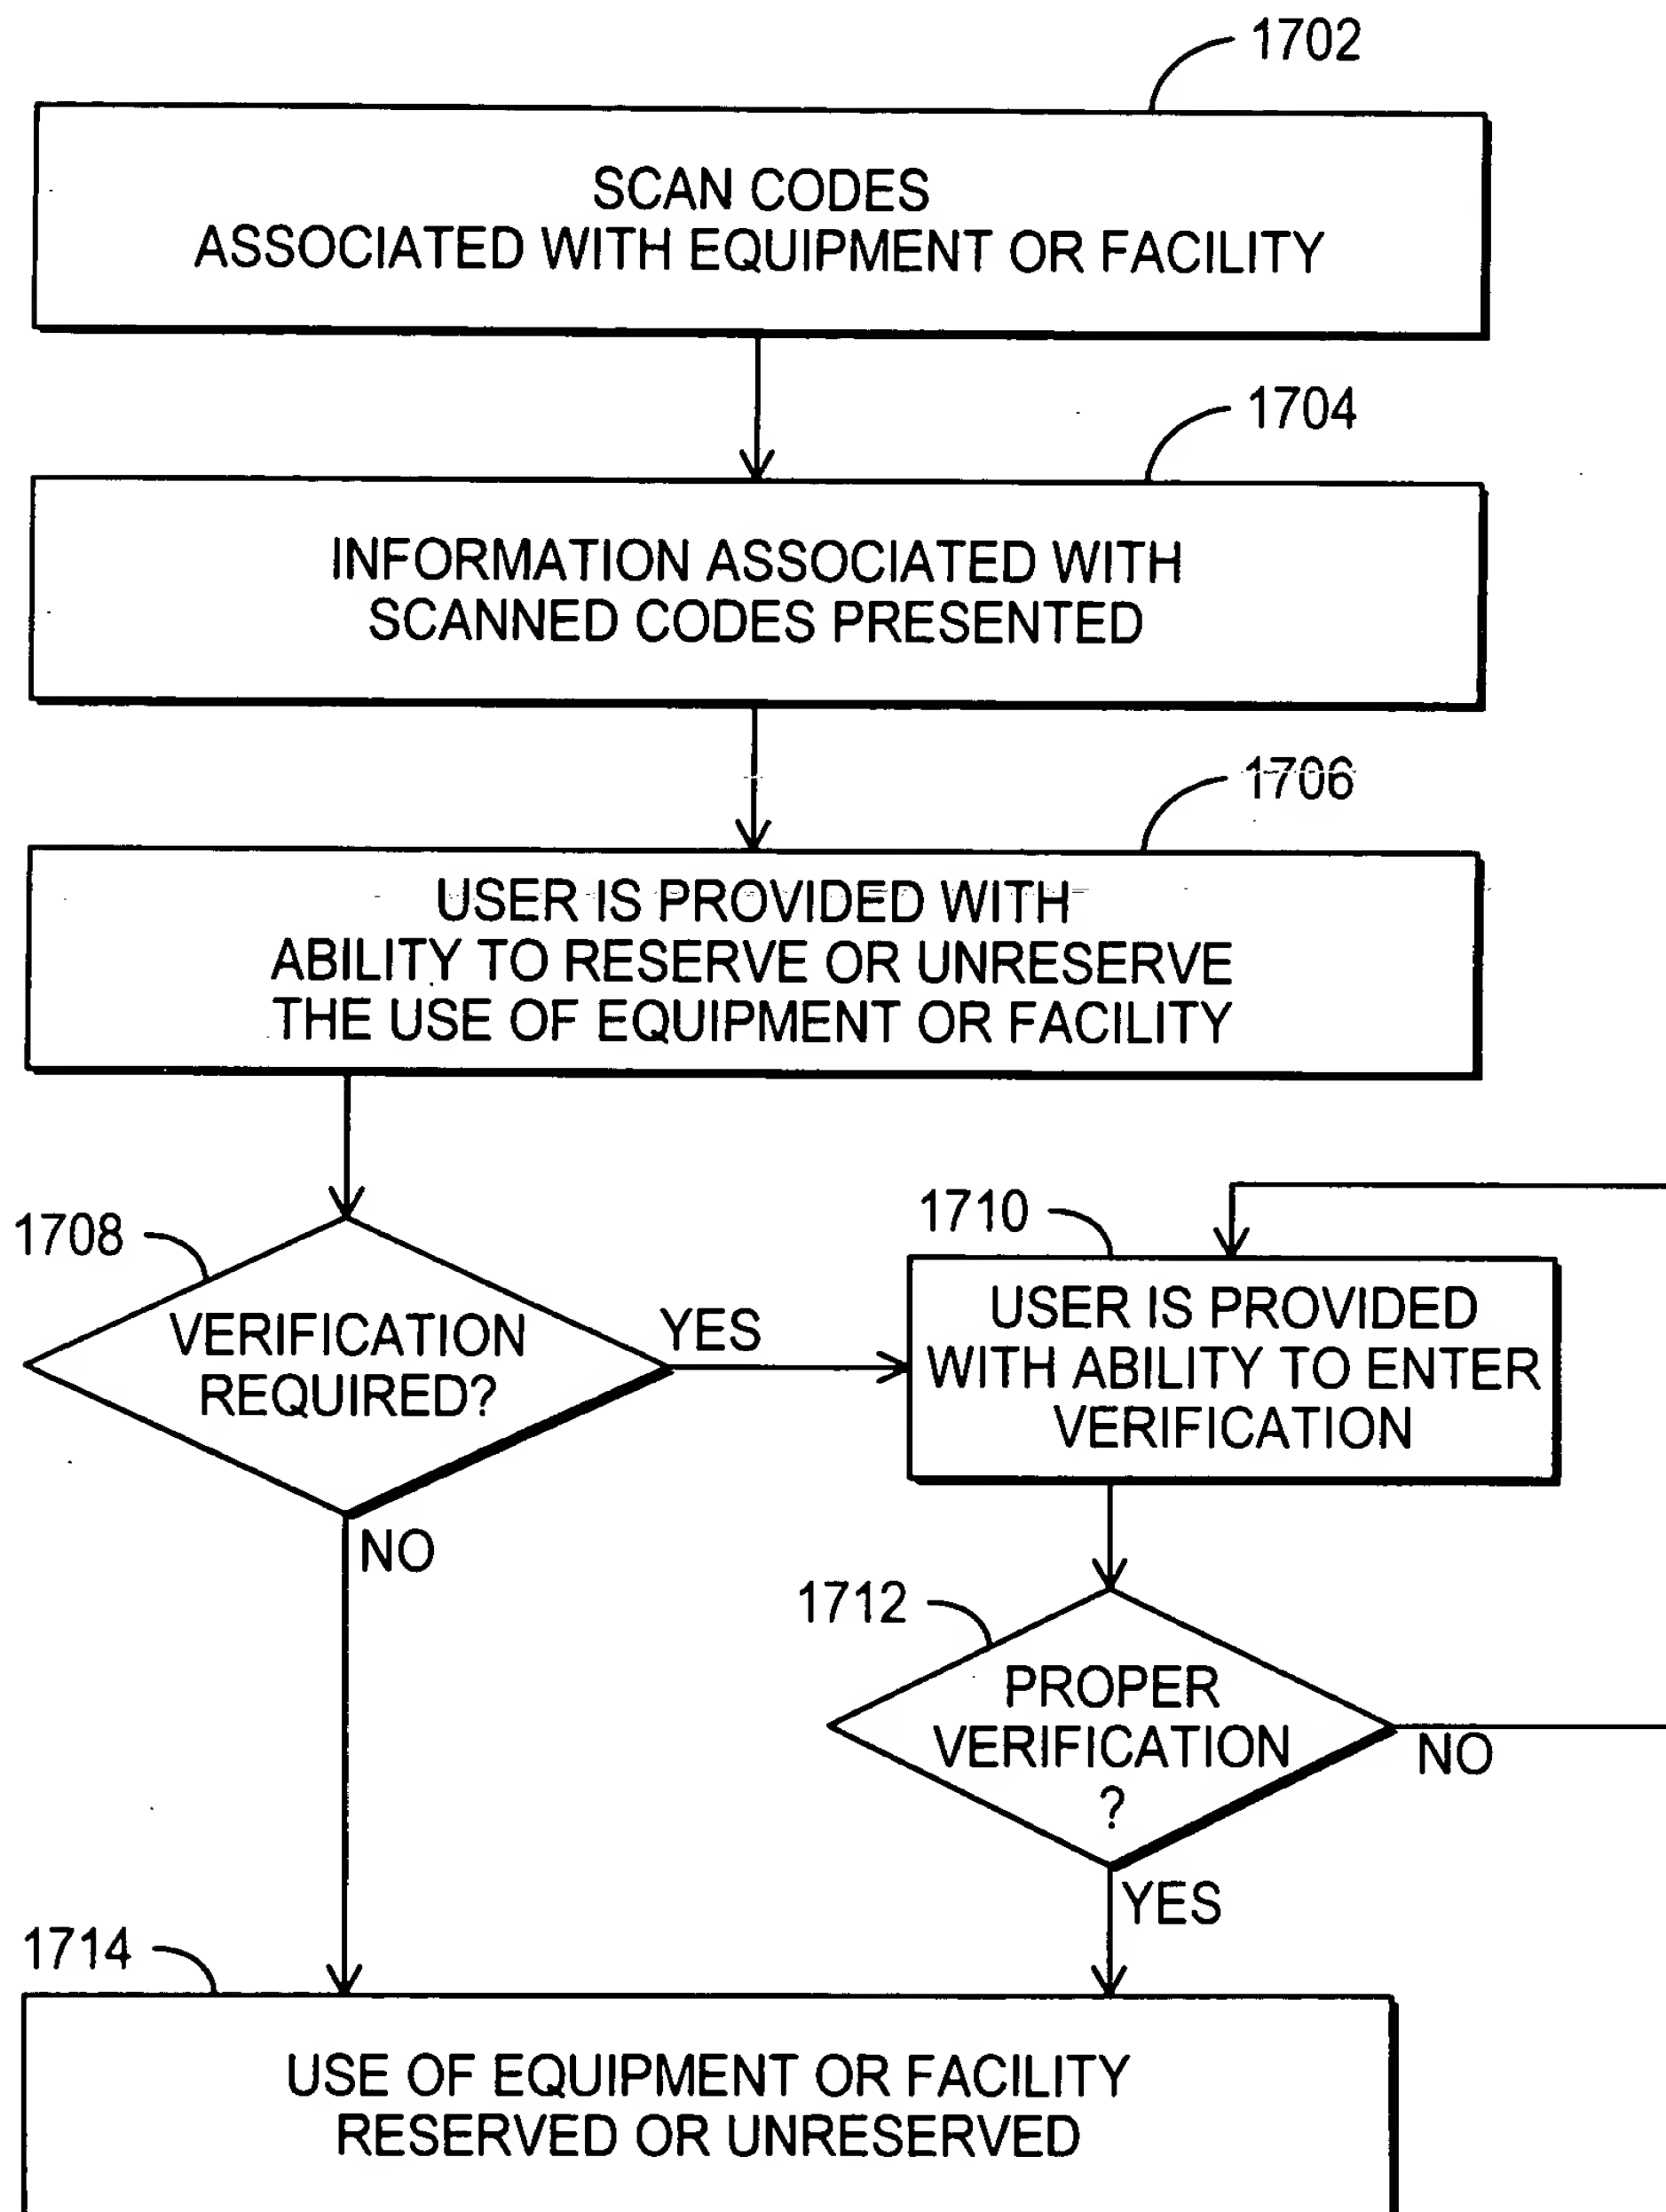 1702
SCAN CODES
ASSOCIATED WITH EQUIPMENT OR FACILITY
1704
INFORMATION ASSOCIATED WITH
SCANNED CODES PRESENTED
1706
USER IS PROVIDED WITH
ABILITY TO RESERVE OR UNRESERVE
THE USE OF EQUIPMENT OR FACILITY
1708
VERIFICATION
REQUIRED?
YES
NO
1710
USER IS PROVIDED
WITH ABILITY TO ENTER
VERIFICATION
1712
PROPER
VERIFICATION
?
NO
YES
1714
USE OF EQUIPMENT OR FACILITY
RESERVED OR UNRESERVED